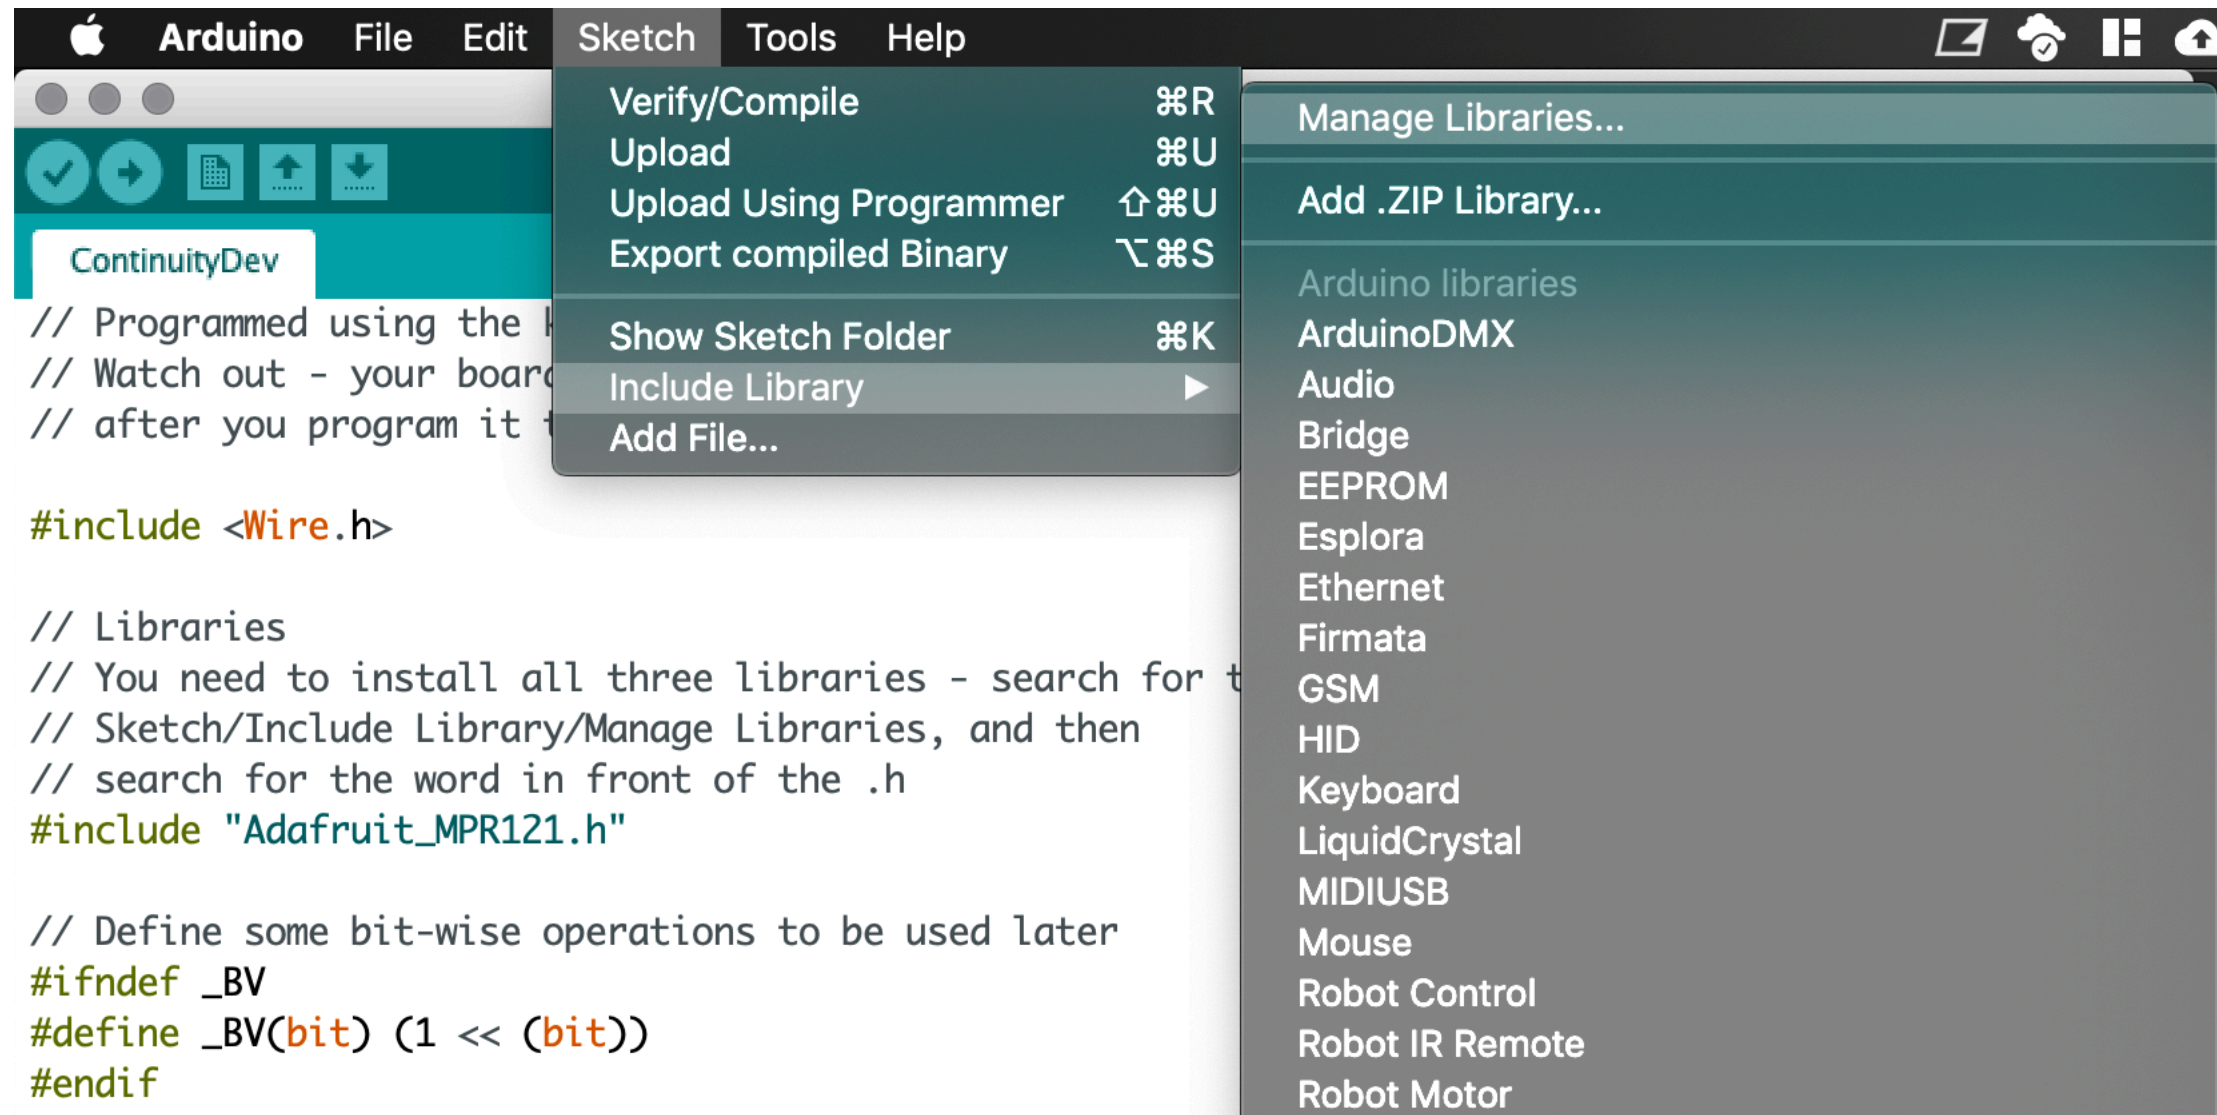 Arduino File Edit Sketch Tools Help
Verify/Compile ⌘R
Upload ⌘U
Upload Using Programmer ⇧⌘U
Export compiled Binary ⌥⌘S
Show Sketch Folder ⌘K
Include Library ▶
Add File...
Manage Libraries...
Add .ZIP Library...
Arduino libraries
ArduinoDMX
Audio
Bridge
EEPROM
Esplora
Ethernet
Firmata
GSM
HID
Keyboard
LiquidCrystal
MIDIUSB
Mouse
Robot Control
Robot IR Remote
Robot Motor
ContinuityDev
// Programmed using the
// Watch out - your
// after you program it
#include <Wire.h>
// Libraries
// You need to install all three libraries - search for
// Sketch/Include Library/Manage Libraries, and then
// search for the word in front of the .h
#include "Adafruit_MPR121.h"
// Define some bit-wise operations to be used later
#ifndef _BV
#define _BV(bit) (1 << (bit))
#endif